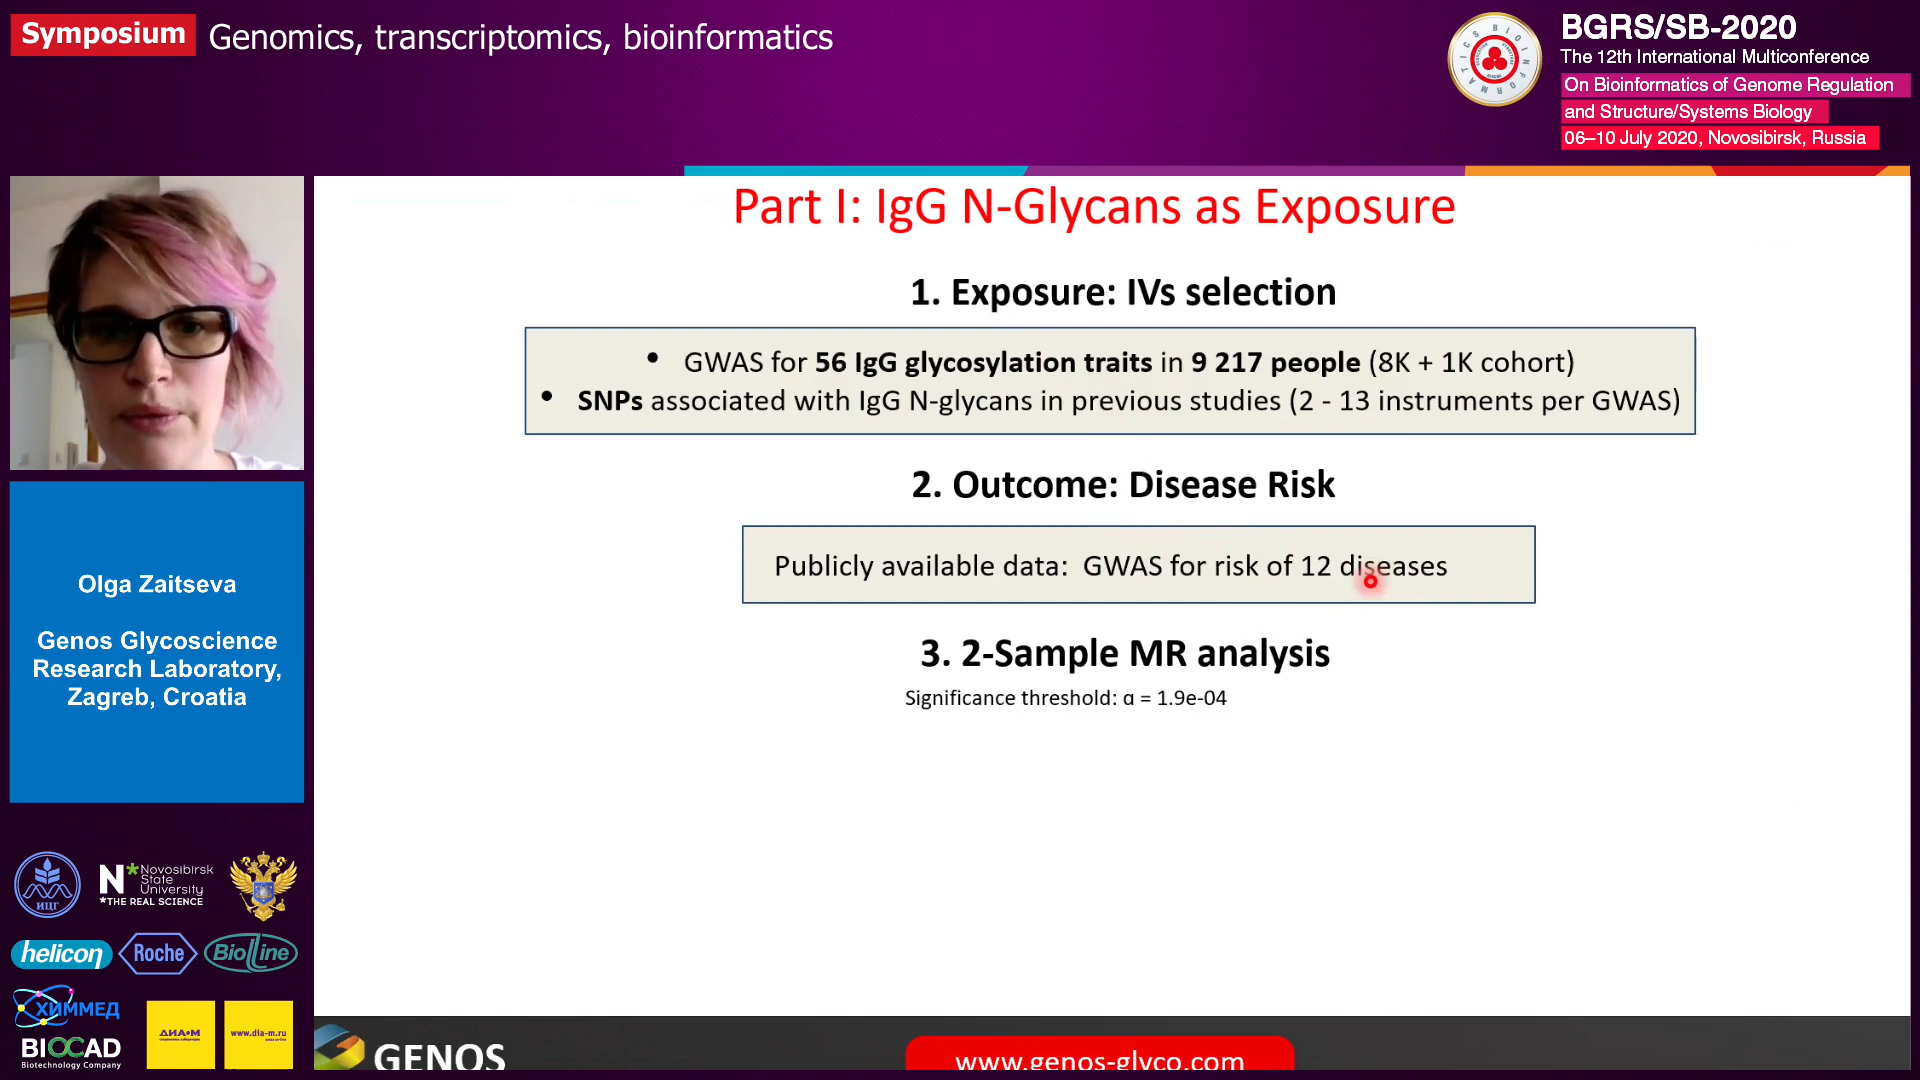 Symposium Genomics, transcriptomics, bioinformatics
BGRS/SB-2020
The 12th International Multiconference
On Bioinformatics of Genome Regulation
and Structure/Systems Biology
06–10 July 2020, Novosibirsk, Russia
Part I: IgG N-Glycans as Exposure
1. Exposure: IVs selection
• GWAS for 56 IgG glycosylation traits in 9 217 people (8K + 1K cohort)
• SNPs associated with IgG N-glycans in previous studies (2 - 13 instruments per GWAS)
2. Outcome: Disease Risk
Publicly available data: GWAS for risk of 12 diseases
3. 2-Sample MR analysis
Significance threshold: α = 1.9e-04
Olga Zaitseva
Genos Glycoscience
Research Laboratory,
Zagreb, Croatia
ИЦГ
N* Novosibirsk
State
University
*THE REAL SCIENCE
helicon
Roche
BioLine
ХИММЕД
BIOCAD
Biotechnology Company
ДИА•М
www.dia-m.ru
GENOS
www.genos-glyco.com